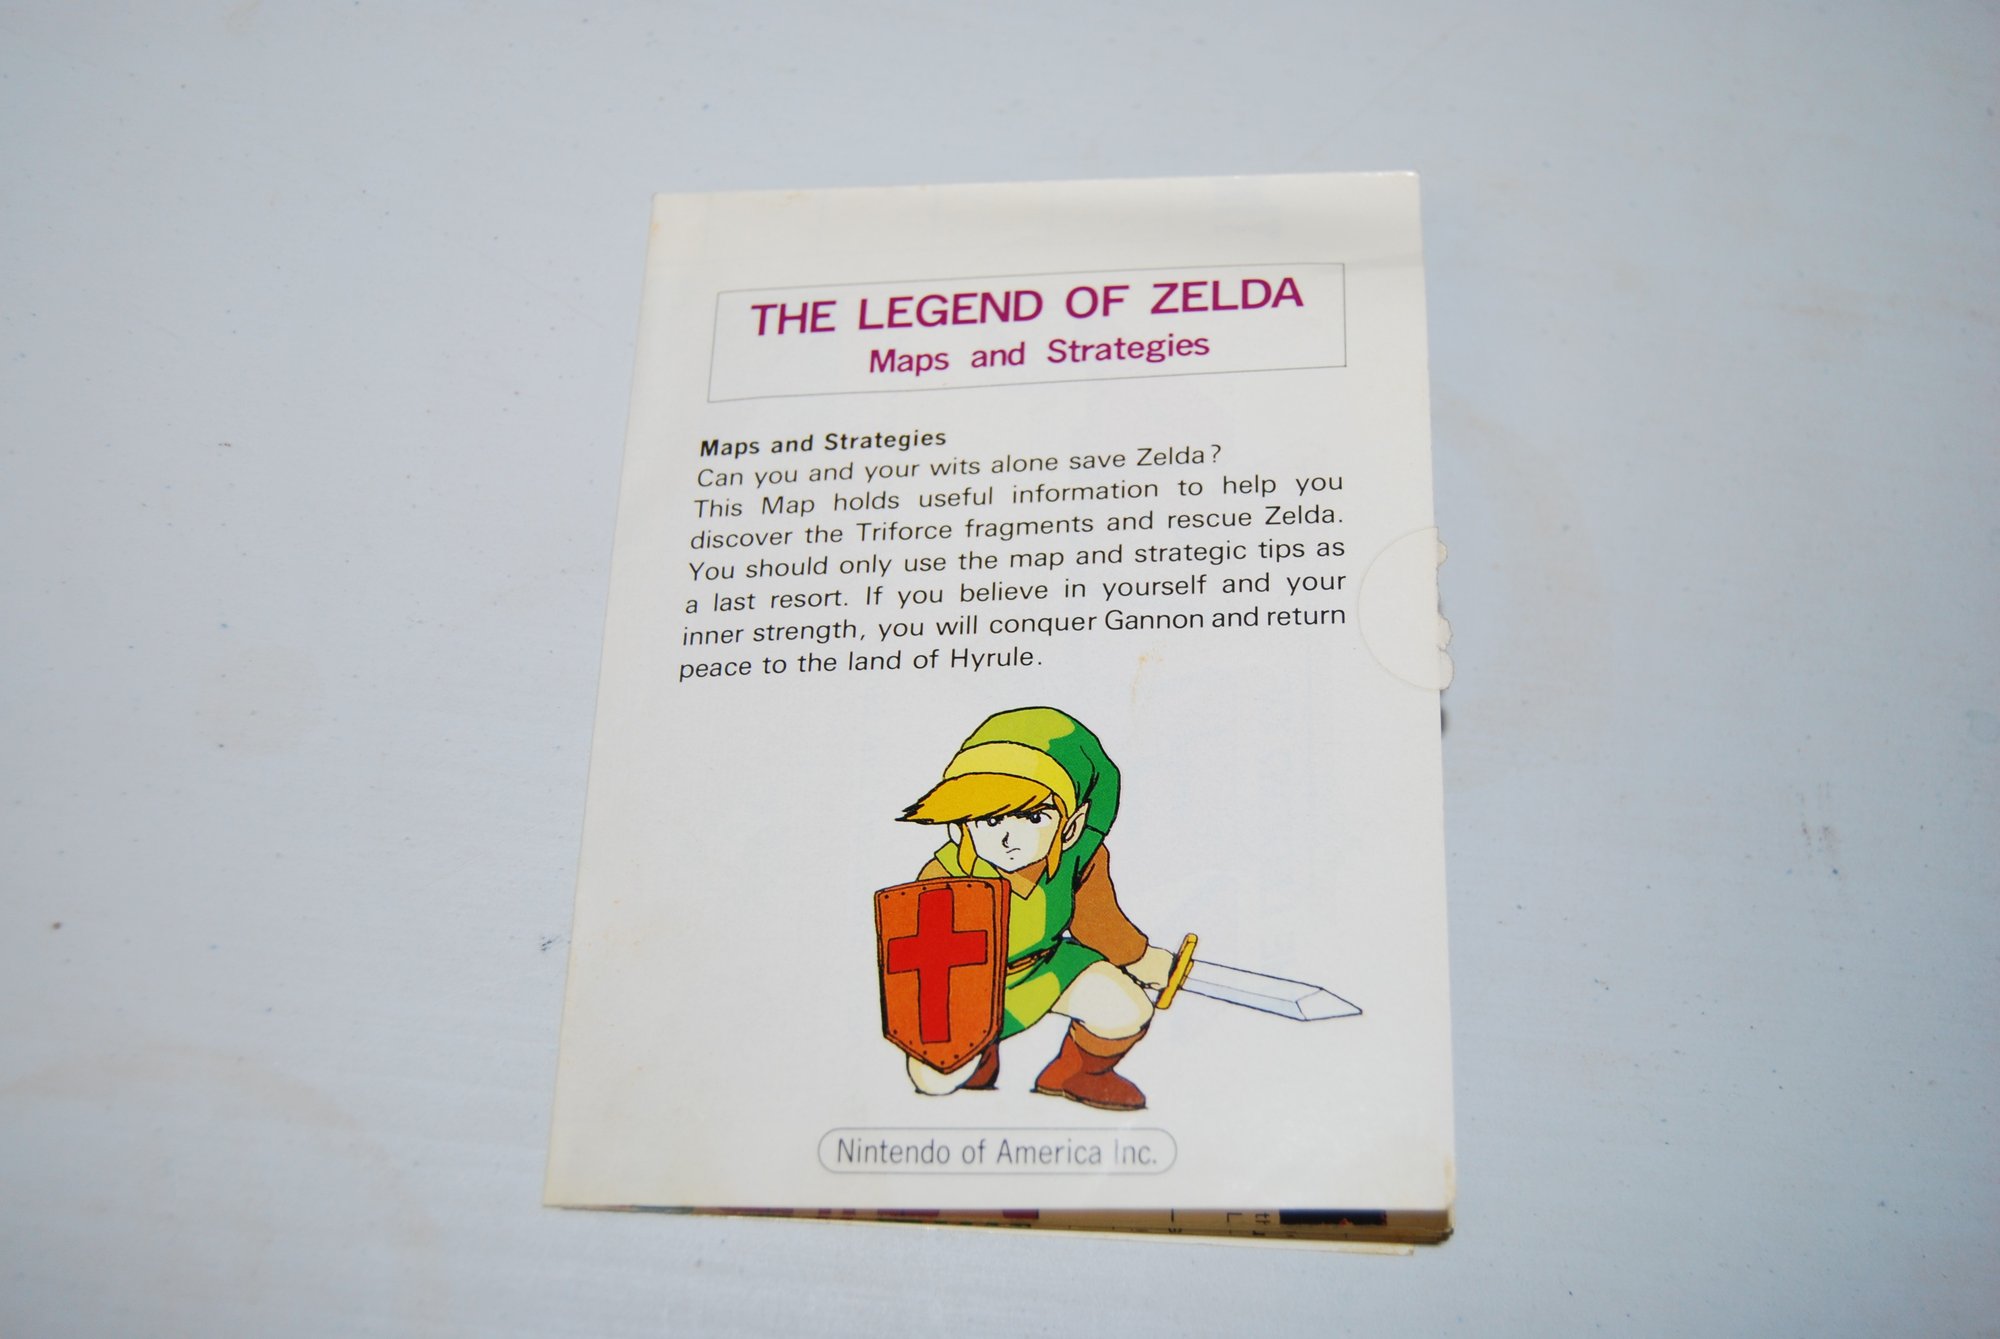 THE LEGEND OF ZELDA
Maps and Strategies
Maps and Strategies
Can you and your wits alone save Zelda?
This Map holds useful information to help you
discover the Triforce fragments and rescue Zelda.
You should only use the map and strategic tips as
a last resort. If you believe in yourself and your
inner strength, you will conquer Gannon and return
peace to the land of Hyrule.
Nintendo of America Inc.